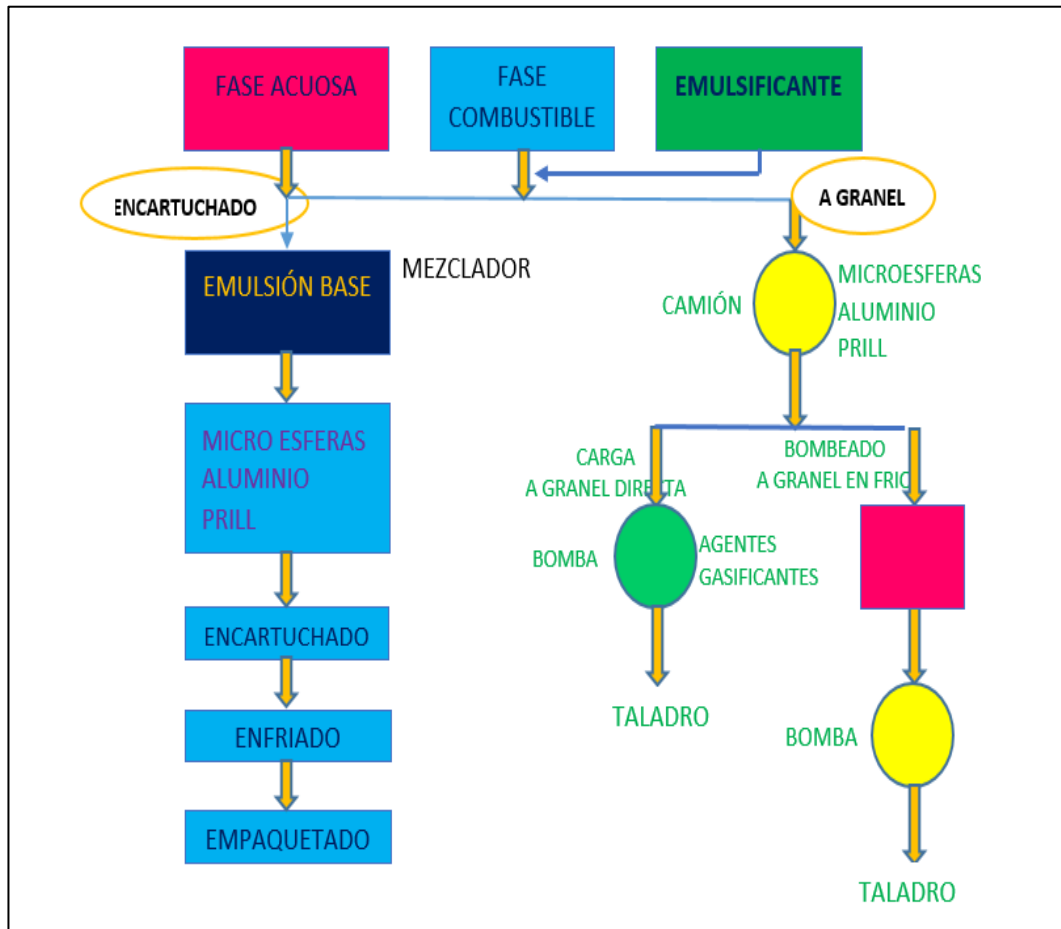 FASE ACUOSA
FASE
COMBUSTIBLE
EMULSIFICANTE
ENCARTUCHADO
A GRANEL
EMULSIÓN BASE
MEZCLADOR
CAMIÓN
MICROESFERAS
ALUMINIO
PRILL
MICRO ESFERAS
ALUMINIO
PRILL
CARGA
A GRANEL DIRECTA
BOMBEADO
A GRANEL EN FRIO
BOMBA
AGENTES
GASIFICANTES
ENCARTUCHADO
TALADRO
ENFRIADO
BOMBA
EMPAQUETADO
TALADRO